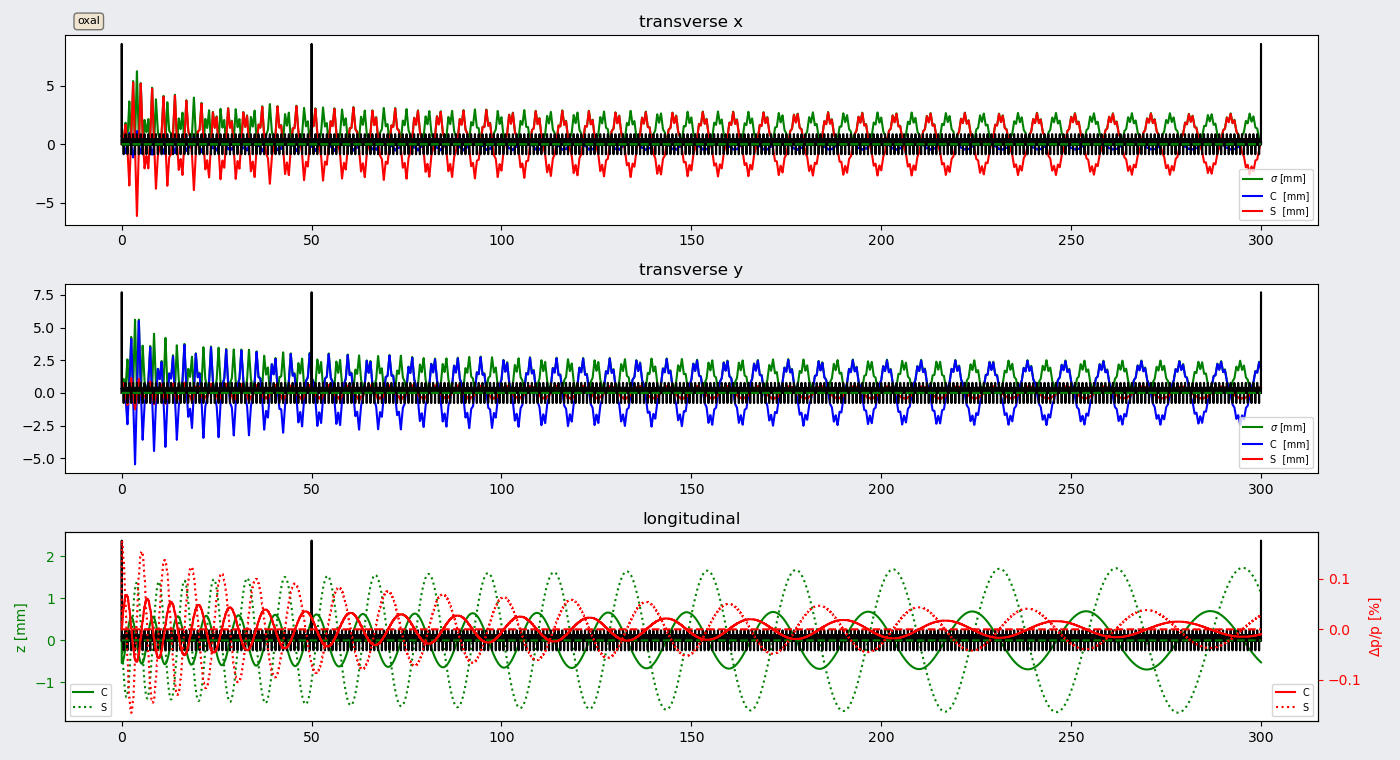 oxal
transverse x
5
0
−5
σ [mm]
C [mm]
S [mm]
0 50 100 150 200 250 300
transverse y
7.5
5.0
2.5
0.0
−2.5
−5.0
σ [mm]
C [mm]
S [mm]
0 50 100 150 200 250 300
longitudinal
z [mm]
2
1
0
−1
C
S
0.1
0.0
−0.1
Δp/p [%]
C
S
0 50 100 150 200 250 300